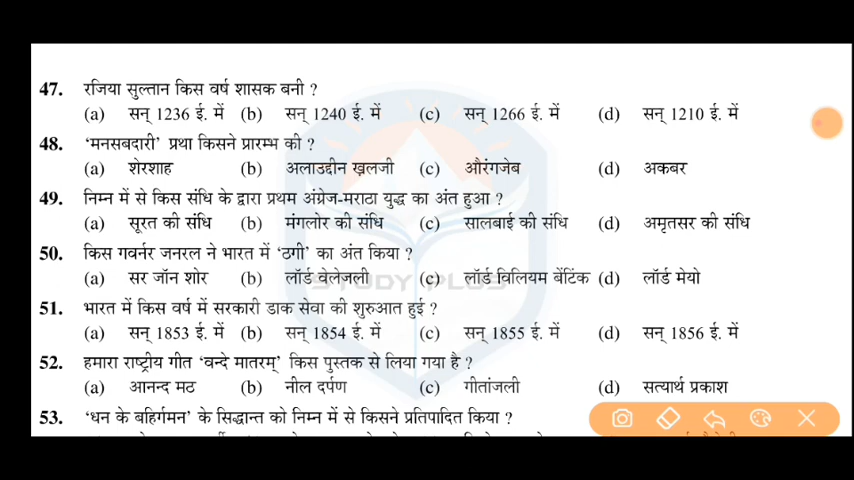 47. रजिया सुल्तान किस वर्ष शासक बनी ?
(a) सन् 1236 ई. में (b) सन् 1240 ई. में (c) सन् 1266 ई. में (d) सन् 1210 ई. में
48. ‘मनसबदारी’ प्रथा किसने प्रारम्भ की ?
(a) शेरशाह (b) अलाउद्दीन ख़लजी (c) औरंगजेब (d) अकबर
49. निम्न में से किस संधि के द्वारा प्रथम अंग्रेज-मराठा युद्ध का अंत हुआ ?
(a) सूरत की संधि (b) मंगलोर की संधि (c) सालबाई की संधि (d) अमृतसर की संधि
50. किस गवर्नर जनरल ने भारत में ‘ठगी’ का अंत किया ?
(a) सर जॉन शोर (b) लॉर्ड वेलेजली (c) लॉर्ड विलियम बेंटिंक (d) लॉर्ड मेयो
STUDY PLUS
51. भारत में किस वर्ष में सरकारी डाक सेवा की शुरुआत हुई ?
(a) सन् 1853 ई. में (b) सन् 1854 ई. में (c) सन् 1855 ई. में (d) सन् 1856 ई. में
52. हमारा राष्ट्रीय गीत ‘वन्दे मातरम्’ किस पुस्तक से लिया गया है ?
(a) आनन्द मठ (b) नील दर्पण (c) गीतांजली (d) सत्यार्थ प्रकाश
53. ‘धन के बहिर्गमन’ के सिद्धान्त को निम्न में से किसने प्रतिपादित किया ?